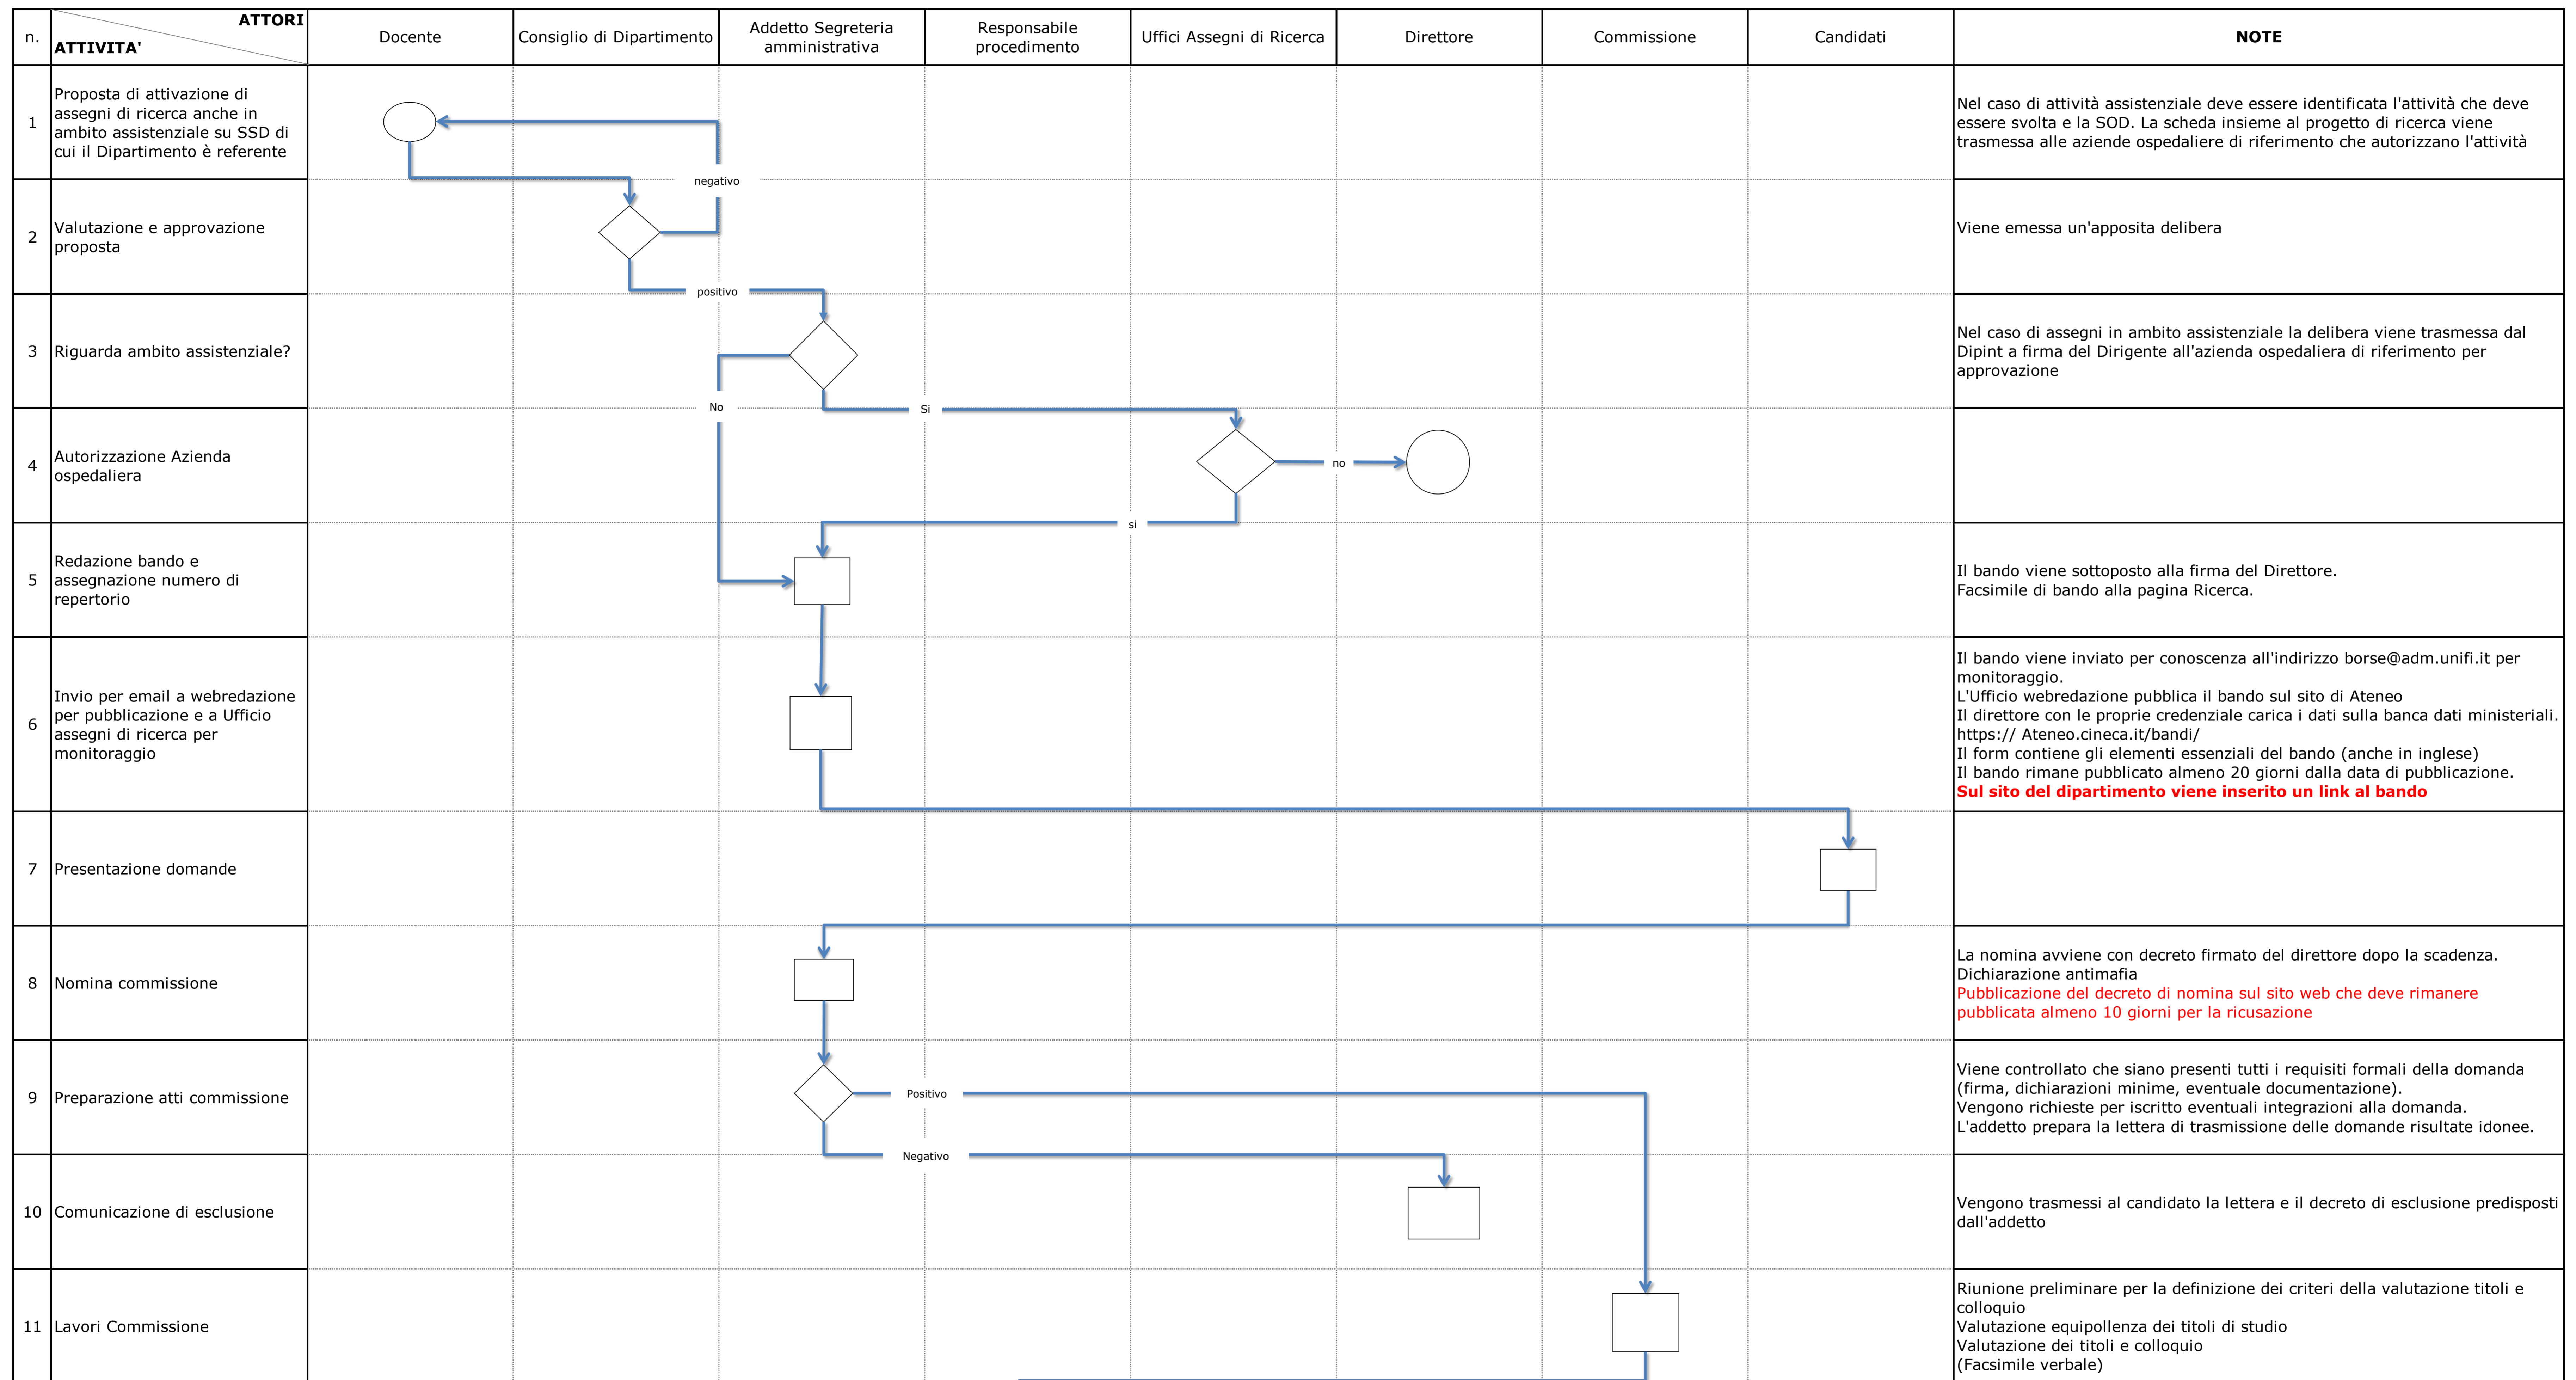 n.
ATTORI
ATTIVITA'
Docente
Consiglio di Dipartimento
Addetto Segreteria
amministrativa
Responsabile
procedimento
Uffici Assegni di Ricerca
Direttore
Commissione
Candidati
NOTE
1
Proposta di attivazione di
assegni di ricerca anche in
ambito assistenziale su SSD di
cui il Dipartimento è referente
Nel caso di attività assistenziale deve essere identificata l'attività che deve
essere svolta e la SOD. La scheda insieme al progetto di ricerca viene
trasmessa alle aziende ospedaliere di riferimento che autorizzano l'attività
negativo
2
Valutazione e approvazione
proposta
Viene emessa un'apposita delibera
positivo
3
Riguarda ambito assistenziale?
Nel caso di assegni in ambito assistenziale la delibera viene trasmessa dal
Dipint a firma del Dirigente all'azienda ospedaliera di riferimento per
approvazione
No
Si
4
Autorizzazione Azienda
ospedaliera
no
si
5
Redazione bando e
assegnazione numero di
repertorio
Il bando viene sottoposto alla firma del Direttore.
Facsimile di bando alla pagina Ricerca.
6
Invio per email a webredazione
per pubblicazione e a Ufficio
assegni di ricerca per
monitoraggio
Il bando viene inviato per conoscenza all'indirizzo borse@adm.unifi.it per
monitoraggio.
L'Ufficio webredazione pubblica il bando sul sito di Ateneo
Il direttore con le proprie credenziale carica i dati sulla banca dati ministeriali.
https:// Ateneo.cineca.it/bandi/
Il form contiene gli elementi essenziali del bando (anche in inglese)
Il bando rimane pubblicato almeno 20 giorni dalla data di pubblicazione.
Sul sito del dipartimento viene inserito un link al bando
7
Presentazione domande
8
Nomina commissione
La nomina avviene con decreto firmato del direttore dopo la scadenza.
Dichiarazione antimafia
Pubblicazione del decreto di nomina sul sito web che deve rimanere
pubblicata almeno 10 giorni per la ricusazione
9
Preparazione atti commissione
Positivo
Viene controllato che siano presenti tutti i requisiti formali della domanda
(firma, dichiarazioni minime, eventuale documentazione).
Vengono richieste per iscritto eventuali integrazioni alla domanda.
L'addetto prepara la lettera di trasmissione delle domande risultate idonee.
Negativo
10
Comunicazione di esclusione
Vengono trasmessi al candidato la lettera e il decreto di esclusione predisposti
dall'addetto
11
Lavori Commissione
Riunione preliminare per la definizione dei criteri della valutazione titoli e
colloquio
Valutazione equipollenza dei titoli di studio
Valutazione dei titoli e colloquio
(Facsimile verbale)